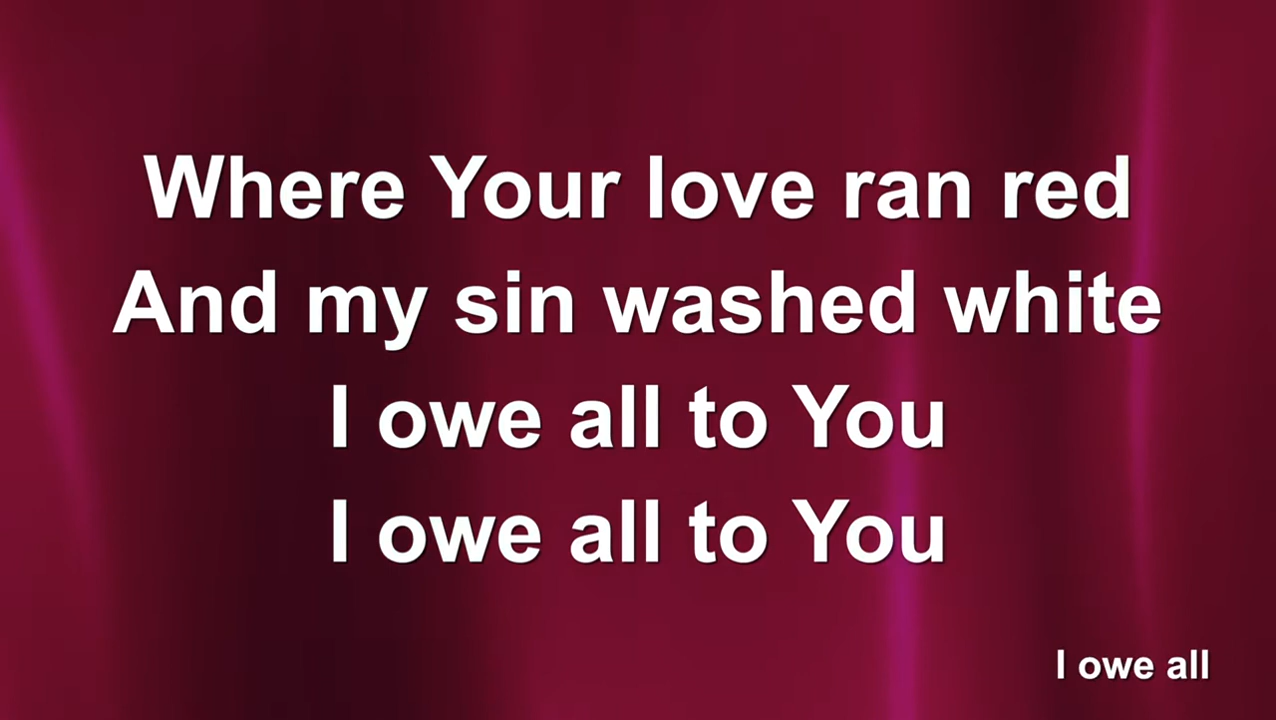 Where Your love ran red
And my sin washed white
I owe all to You
I owe all to You
I owe all